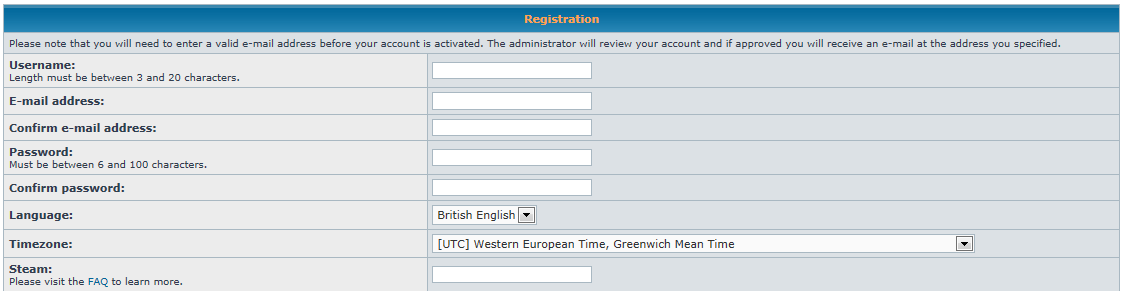 Registration
Please note that you will need to enter a valid e-mail address before your account is activated. The administrator will review your account and if approved you will receive an e-mail at the address you specified.
Username:
Length must be between 3 and 20 characters.
E-mail address:
Confirm e-mail address:
Password:
Must be between 6 and 100 characters.
Confirm password:
Language:
British English
Timezone:
[UTC] Western European Time, Greenwich Mean Time
Steam:
Please visit the FAQ to learn more.